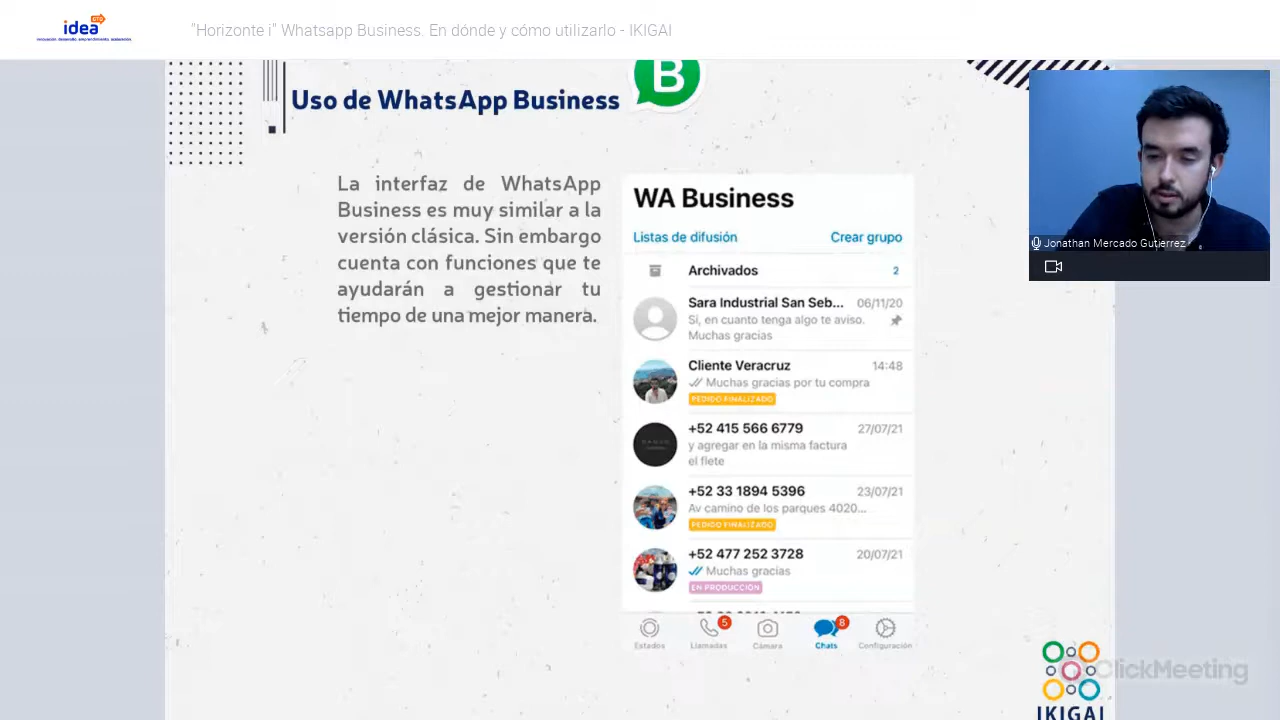 idea
GTO
"Horizonte i" Whatsapp Business. En dónde y cómo utilizarlo - IKIGAI
Uso de WhatsApp Business
B
La interfaz de WhatsApp
Business es muy similar a la
versión clásica. Sin embargo
cuenta con funciones que te
ayudarán a gestionar tu
tiempo de una mejor manera.
WA Business
Listas de difusión Crear grupo
Archivados 2
Sara Industrial San Seb... 06/11/20
Si, en cuanto tenga algo te aviso.
Muchas gracias
Cliente Veracruz 14:48
Muchas gracias por tu compra
PEDIDO FINALIZADO
+52 415 566 6779 27/07/21
y agregar en la misma factura
el flete
+52 33 1894 5396 23/07/21
Av camino de los parques 4020...
PEDIDO FINALIZADO
+52 477 252 3728 20/07/21
Muchas gracias
EN PRODUCCIÓN
5
8
Estados Llamadas Cámara Chats Configuración
Jonathan Mercado Gutierrez
ClickMeeting
IKIGAI